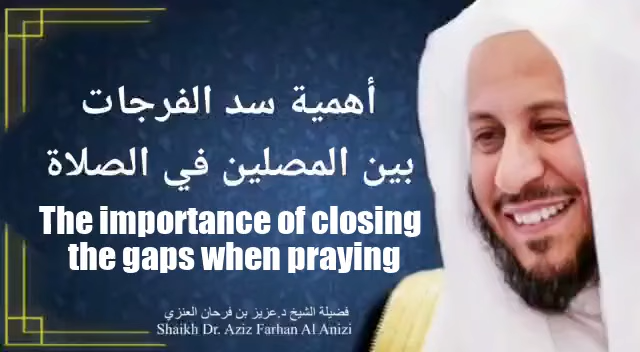 أهمية سد الفرجات
بين المصلين في الصلاة
The importance of closing
the gaps when praying
فضيلة الشيخ د.عزيز بن فرحان العنزي
Shaikh Dr. Aziz Farhan Al Anizi